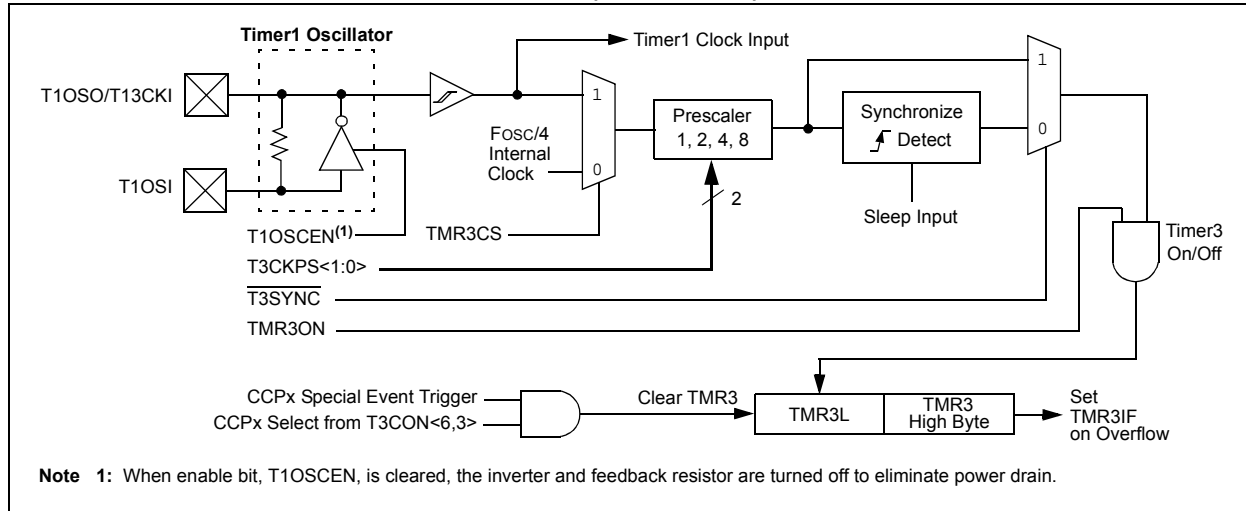 Timer1 Oscillator
Timer1 Clock Input
T1OSO/T13CKI
1
FOSC/4
Internal
Clock
0
Prescaler
1, 2, 4, 8
Synchronize
Detect
1
0
T1OSI
2
Sleep Input
T1OSCEN(1)
TMR3CS
Timer3
On/Off
T3CKPS<1:0>
T3SYNC
TMR3ON
CCPx Special Event Trigger
CCPx Select from T3CON<6,3>
Clear TMR3
TMR3L
TMR3
High Byte
Set
TMR3IF
on Overflow
Note 1: When enable bit, T1OSCEN, is cleared, the inverter and feedback resistor are turned off to eliminate power drain.